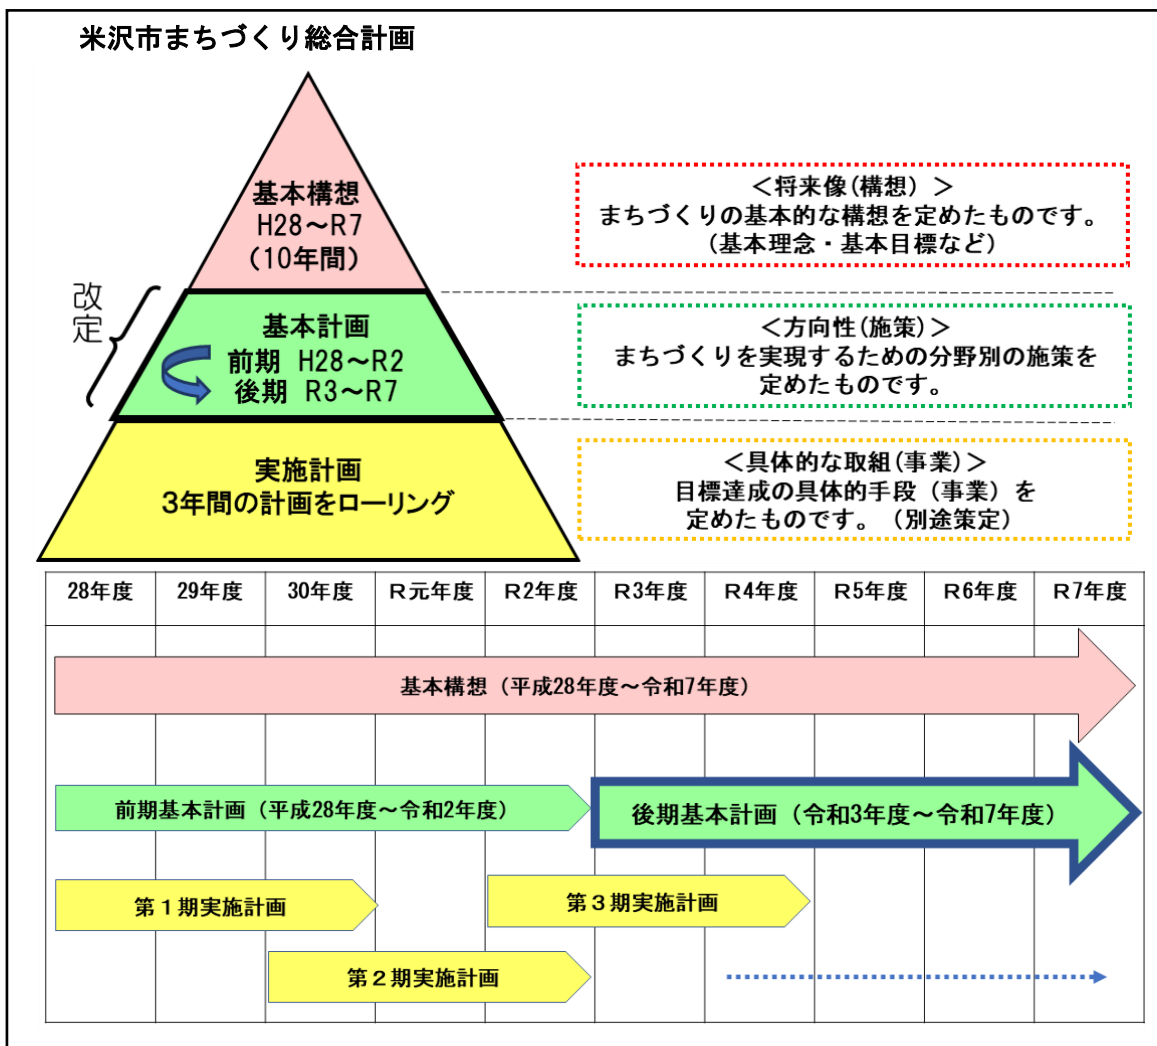 米沢市まちづくり総合計画
基本構想
H28～R7
（10年間）
＜将来像（構想）＞
まちづくりの基本的な構想を定めたものです。
（基本理念・基本目標など）
改定
基本計画
前期 H28～R2
後期 R3～R7
＜方向性（施策）＞
まちづくりを実現するための分野別の施策を
定めたものです。
実施計画
3年間の計画をローリング
＜具体的な取組（事業）＞
目標達成の具体的手段（事業）を
定めたものです。（別途策定）
28年度 29年度 30年度 R元年度 R2年度 R3年度 R4年度 R5年度 R6年度 R7年度
基本構想（平成28年度～令和7年度）
前期基本計画（平成28年度～令和2年度）
後期基本計画（令和3年度～令和7年度）
第１期実施計画
第３期実施計画
第２期実施計画